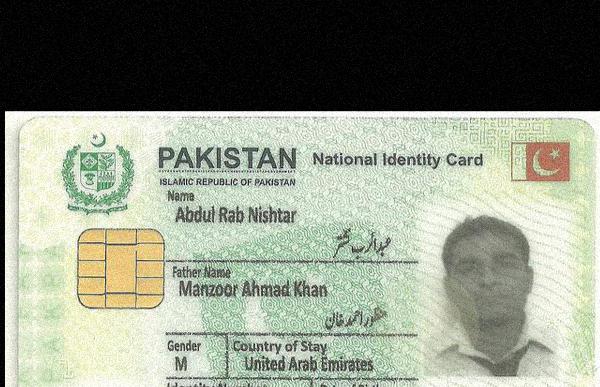 PAKISTAN National Identity Card
ISLAMIC REPUBLIC OF PAKISTAN
Name
Abdul Rab Nishtar
عبدالرب نشتر
Father Name
Manzoor Ahmad Khan
منظور احمد خان
Gender Country of Stay
M United Arab Emirates